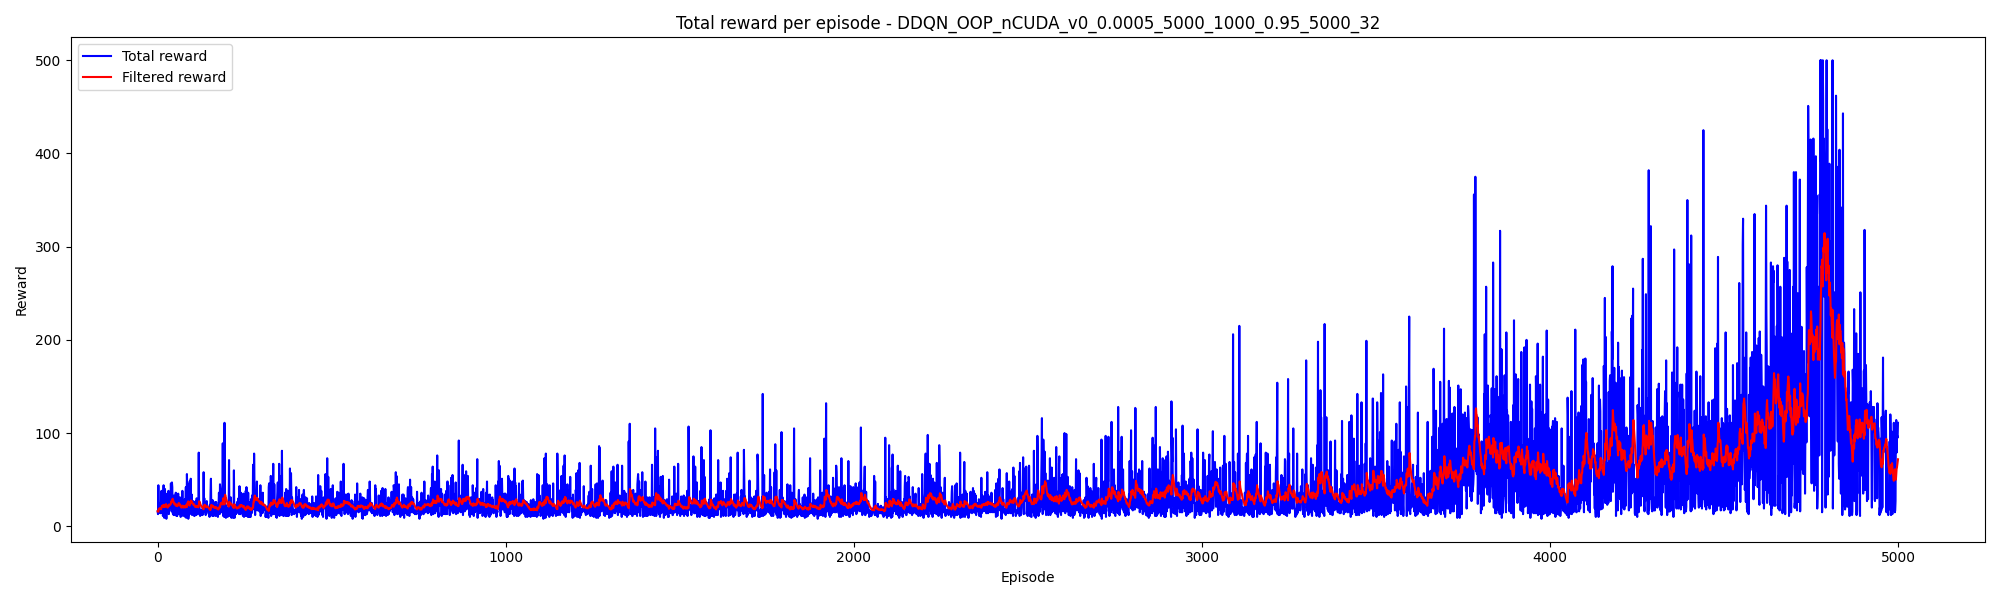 Total reward per episode - DDQN_OOP_nCUDA_v0_0.0005_5000_1000_0.95_5000_32
Total reward
Filtered reward
500
400
300
200
100
0
Reward
0 1000 2000 3000 4000 5000
Episode